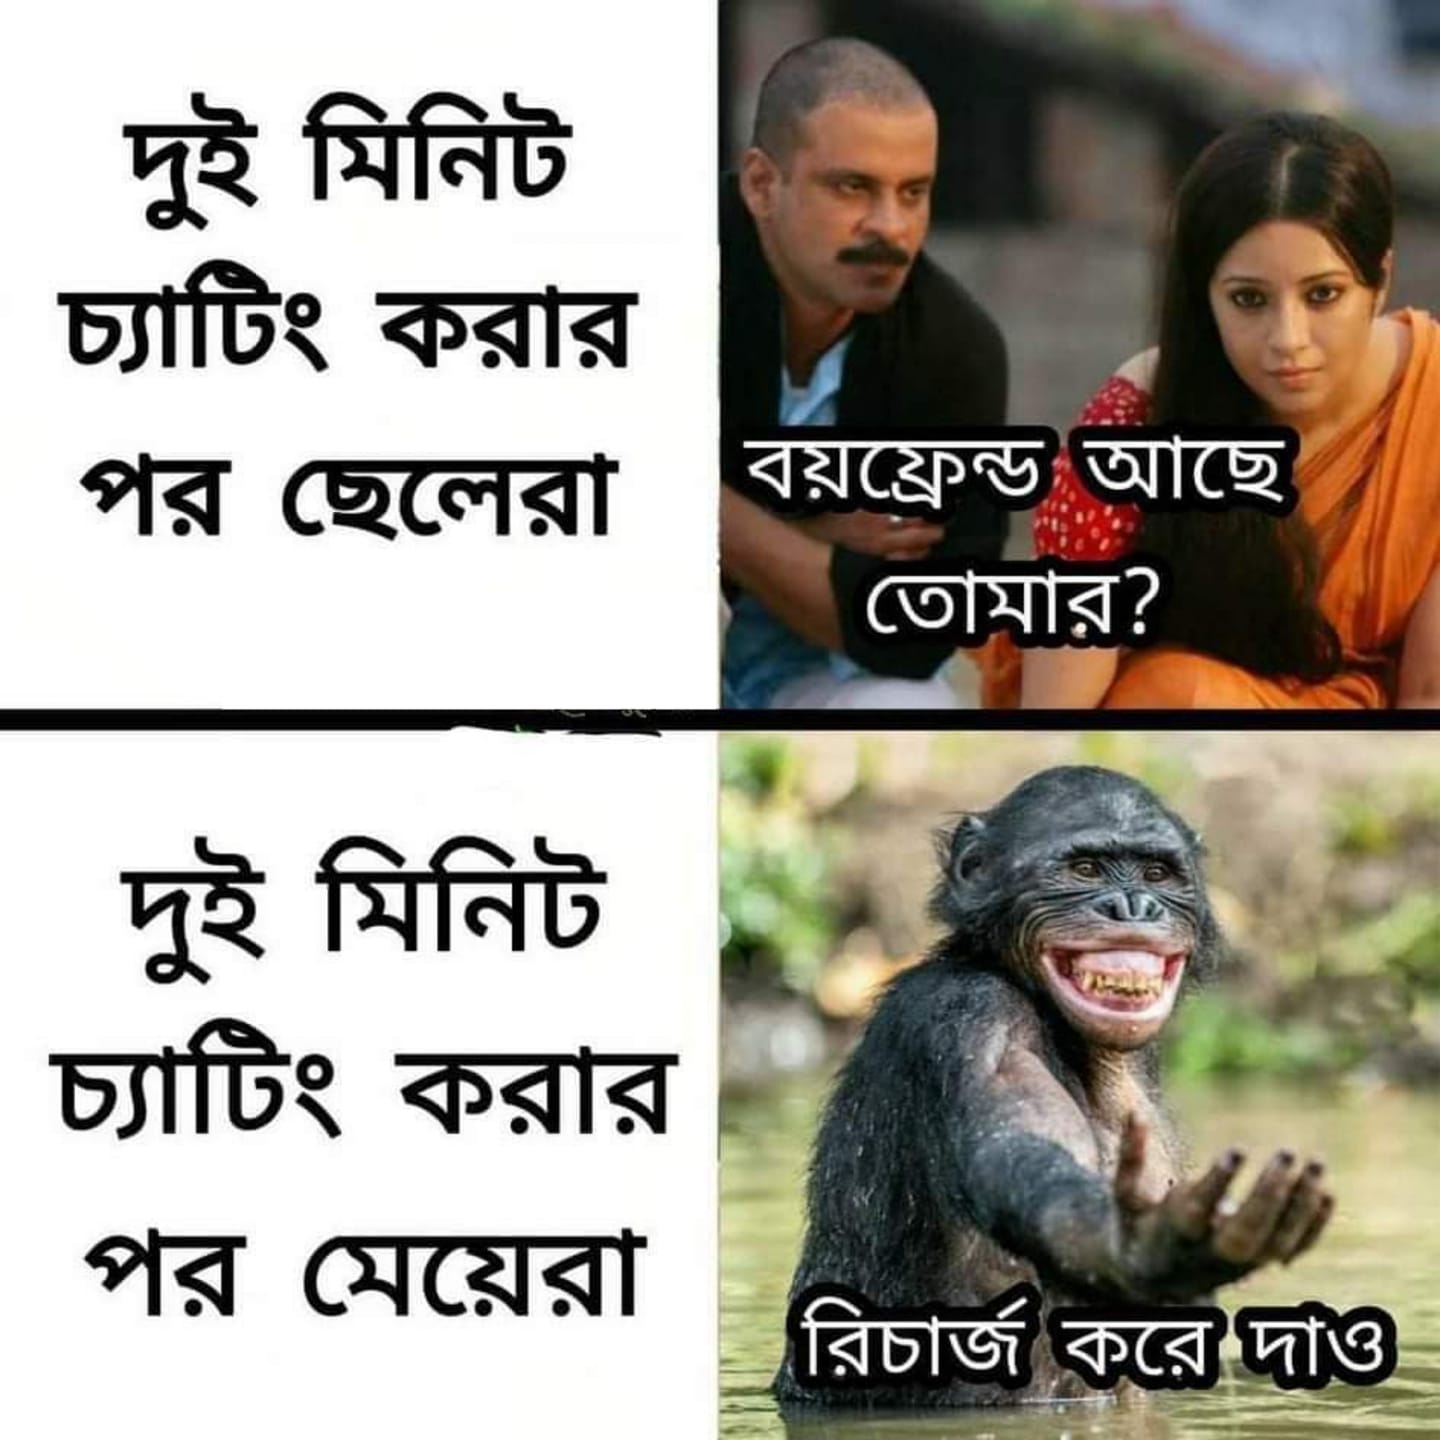 দুই মিনিট
চ্যাটিং করার
পর ছেলেরা
বয়ফ্রেন্ড আছে
তোমার?
দুই মিনিট
চ্যাটিং করার
পর মেয়েরা
রিচার্জ করে দাও